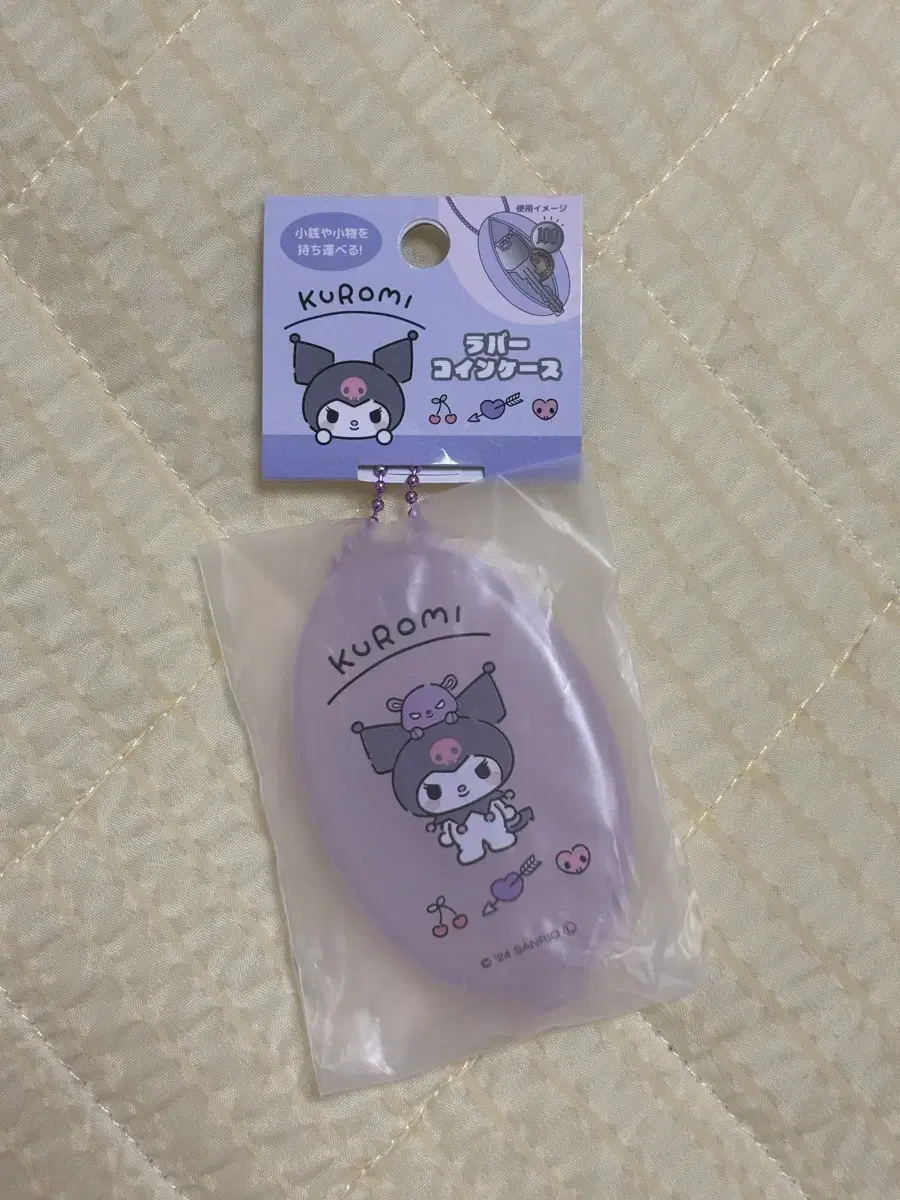 小銭や小物を
持ち運べる!
使用イメージ
100
KUROMI
ラバー
コインケース
KUROMI
© '24 SANRIO Ⓛ